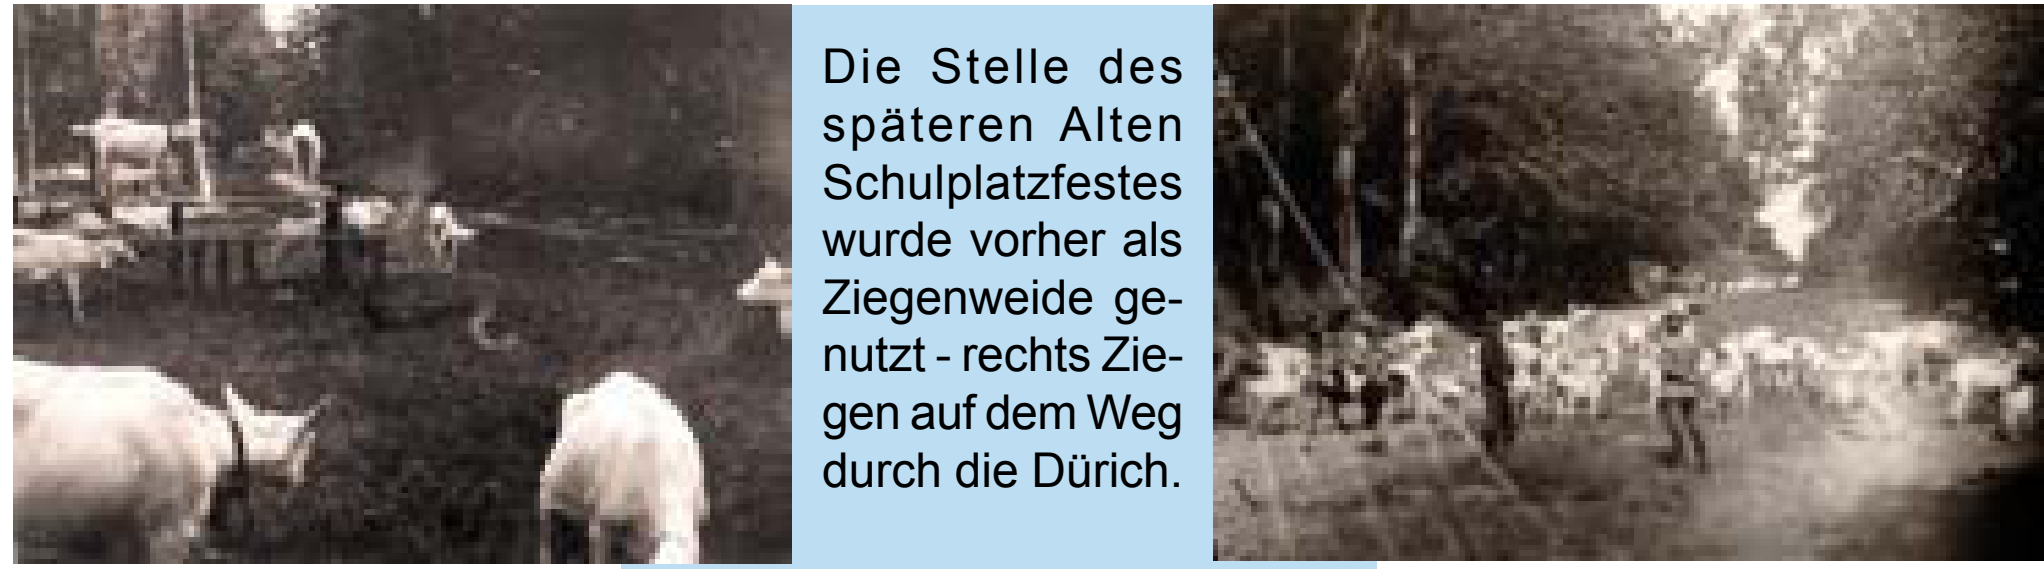 Die Stelle des
späteren Alten
Schulplatzfestes
wurde vorher als
Ziegenweide ge-
nutzt - rechts Zie-
gen auf dem Weg
durch die Dürich.